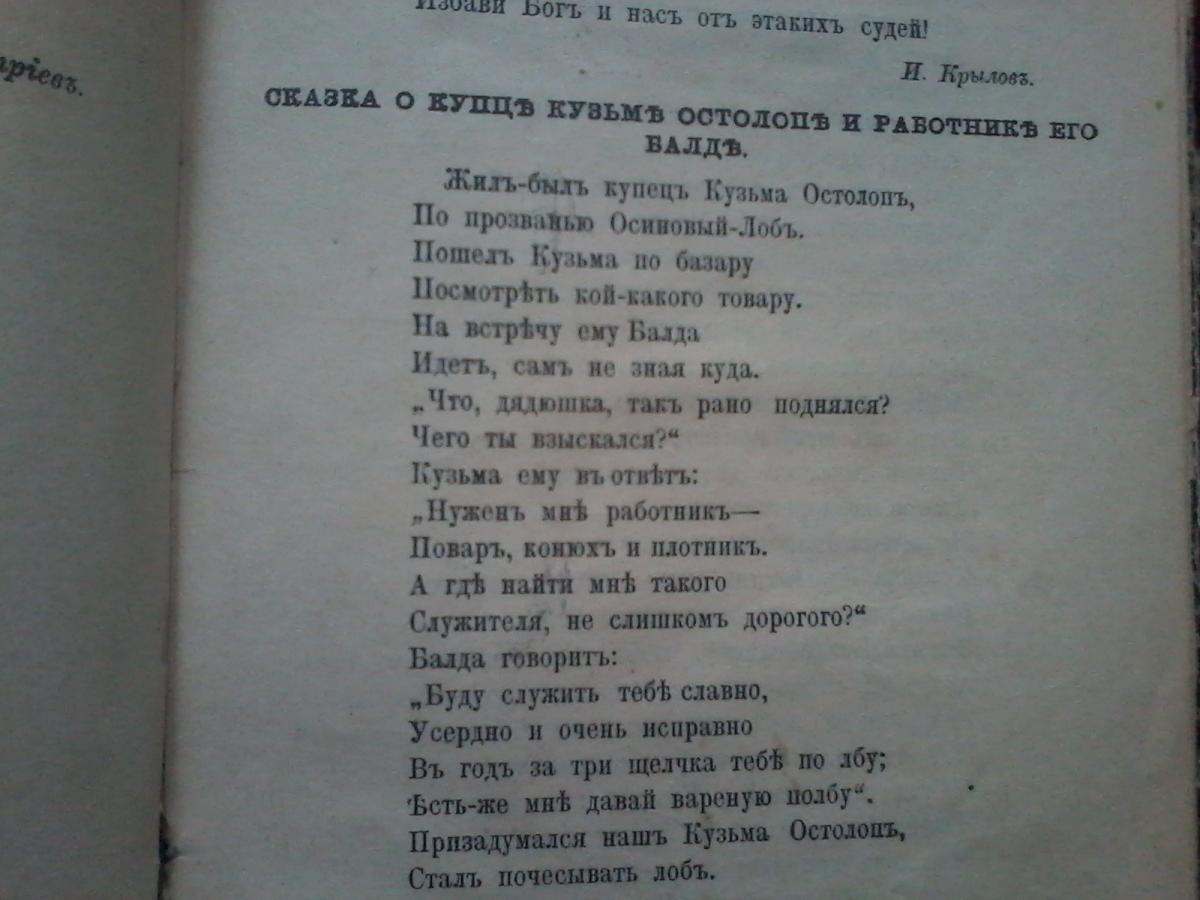 Избави Богъ и насъ отъ этакихъ судей!
И. Крыловъ.
СКАЗКА О КУПЦѢ КУЗЬМѢ ОСТОЛОПѢ И РАБОТНИКѢ ЕГО
БАЛДѢ.
Жилъ-былъ купецъ Кузьма Остолопъ,
По прозванью Осиновый-Лобъ.
Пошелъ Кузьма по базару
Посмотрѣть кой-какого товару.
На встрѣчу ему Балда
Идетъ, самъ не зная куда.
„Что, дядюшка, такъ рано поднялся?
Чего ты взыскался?“
Кузьма ему въ отвѣтъ:
„Нуженъ мнѣ работникъ—
Поваръ, конюхъ и плотникъ.
А гдѣ найти мнѣ такого
Служителя, не слишкомъ дорогого?“
Балда говоритъ:
„Буду служить тебѣ славно,
Усердно и очень исправно
Въ годъ за три щелчка тебѣ по лбу;
Ѣсть-же мнѣ давай вареную полбу“.
Призадумался нашъ Кузьма Остолопъ,
Сталъ почесывать лобъ.